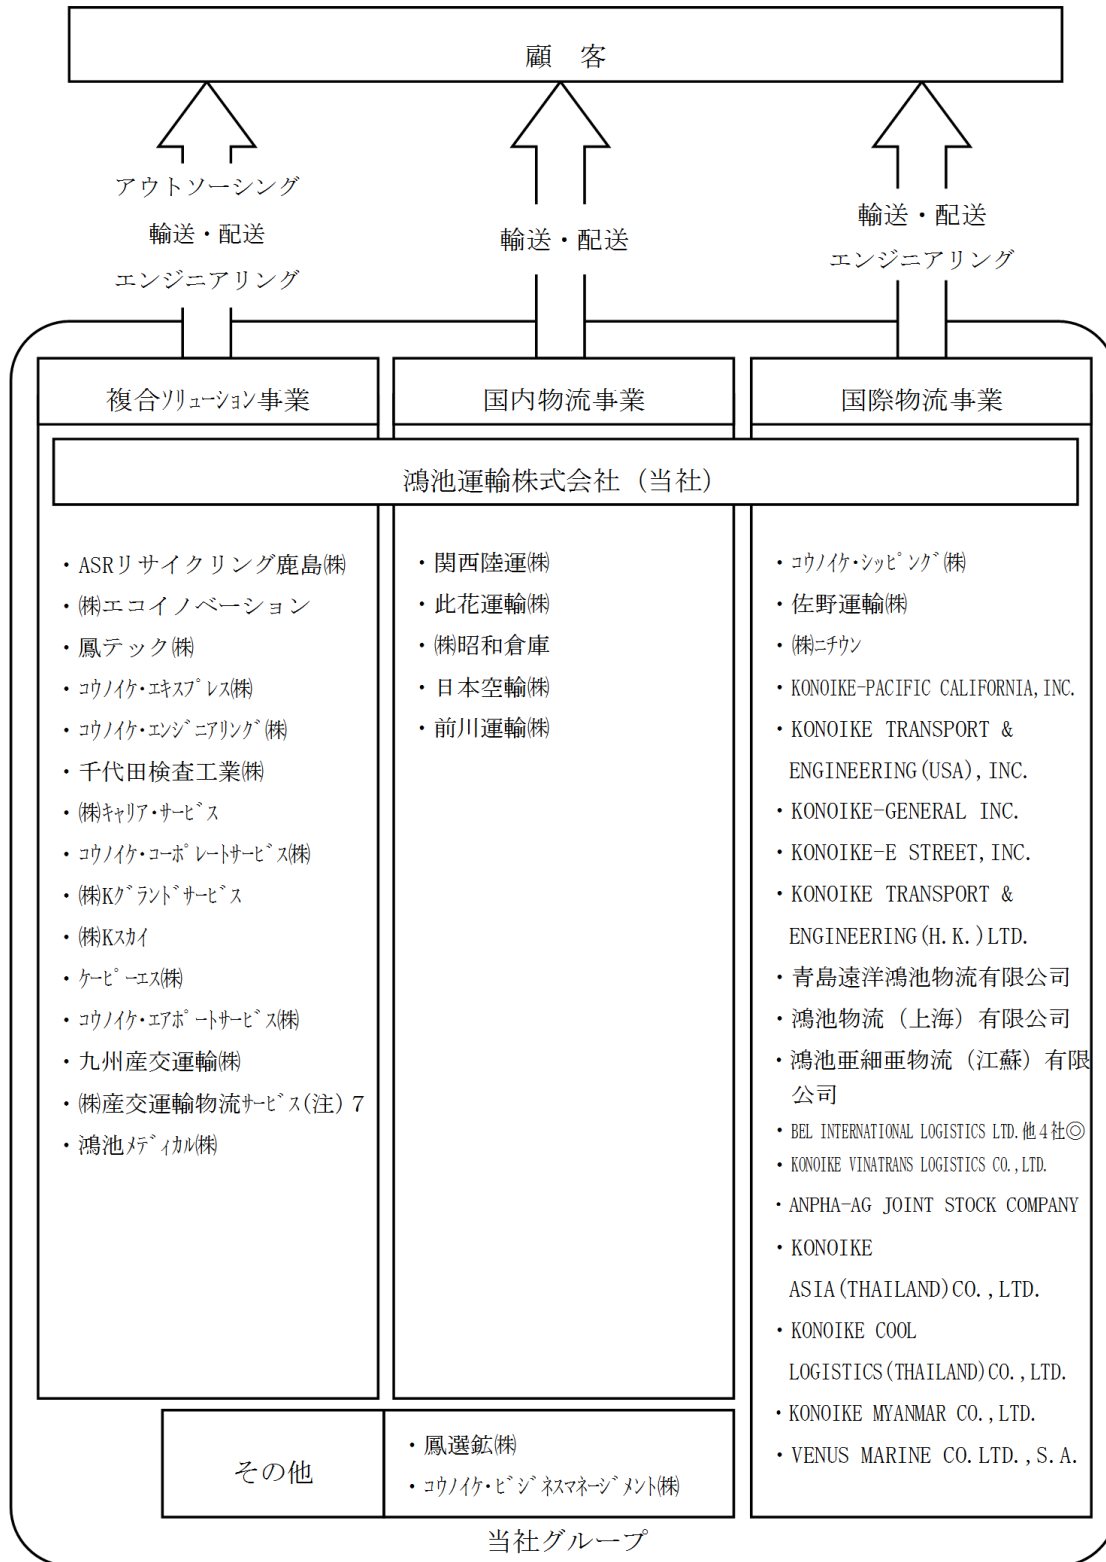 顧　客
アウトソーシング
輸送・配送
エンジニアリング
輸送・配送
輸送・配送
エンジニアリング
複合ｿﾘｭｰｼｮﾝ事業
国内物流事業
国際物流事業
鴻池運輸株式会社（当社）
・ASRリサイクリング鹿島㈱
・㈱エコイノベーション
・鳳テック㈱
・ｺｳﾉｲｹ･ｴｷｽﾌﾟﾚｽ㈱
・ｺｳﾉｲｹ･ｴﾝｼﾞﾆｱﾘﾝｸﾞ㈱
・千代田検査工業㈱
・㈱ｷｬﾘｱ･ｻｰﾋﾞｽ
・ｺｳﾉｲｹ･ｺｰﾎﾟﾚｰﾄｻｰﾋﾞｽ㈱
・㈱Kｸﾞﾗﾝﾄﾞｻｰﾋﾞｽ
・㈱Kｽｶｲ
・ｹｰﾋﾟｰｴｽ㈱
・ｺｳﾉｲｹ･ｴｱﾎﾟｰﾄｻｰﾋﾞｽ㈱
・九州産交運輸㈱
・㈱産交運輸物流ｻｰﾋﾞｽ(注)７
・鴻池ﾒﾃﾞｨｶﾙ㈱
・関西陸運㈱
・此花運輸㈱
・㈱昭和倉庫
・日本空輸㈱
・前川運輸㈱
・ｺｳﾉｲｹ･ｼｯﾋﾟﾝｸﾞ㈱
・佐野運輸㈱
・㈱ﾆﾁｳﾝ
・KONOIKE-PACIFIC CALIFORNIA,INC.
・KONOIKE TRANSPORT &
ENGINEERING(USA),INC.
・KONOIKE-GENERAL INC.
・KONOIKE-E STREET,INC.
・KONOIKE TRANSPORT &
ENGINEERING(H.K.)LTD.
・青島遠洋鴻池物流有限公司
・鴻池物流（上海）有限公司
・鴻池亜細亜物流（江蘇）有限
公司
・BEL INTERNATIONAL LOGISTICS LTD.他４社◎
・KONOIKE VINATRANS LOGISTICS CO.,LTD.
・ANPHA-AG JOINT STOCK COMPANY
・KONOIKE
ASIA(THAILAND)CO.,LTD.
・KONOIKE COOL
LOGISTICS(THAILAND)CO.,LTD.
・KONOIKE MYANMAR CO.,LTD.
・VENUS MARINE CO.LTD.,S.A.
その他
・鳳選鉱㈱
・ｺｳﾉｲｹ･ﾋﾞｼﾞﾈｽﾏﾈｰｼﾞﾒﾝﾄ㈱
当社グループ